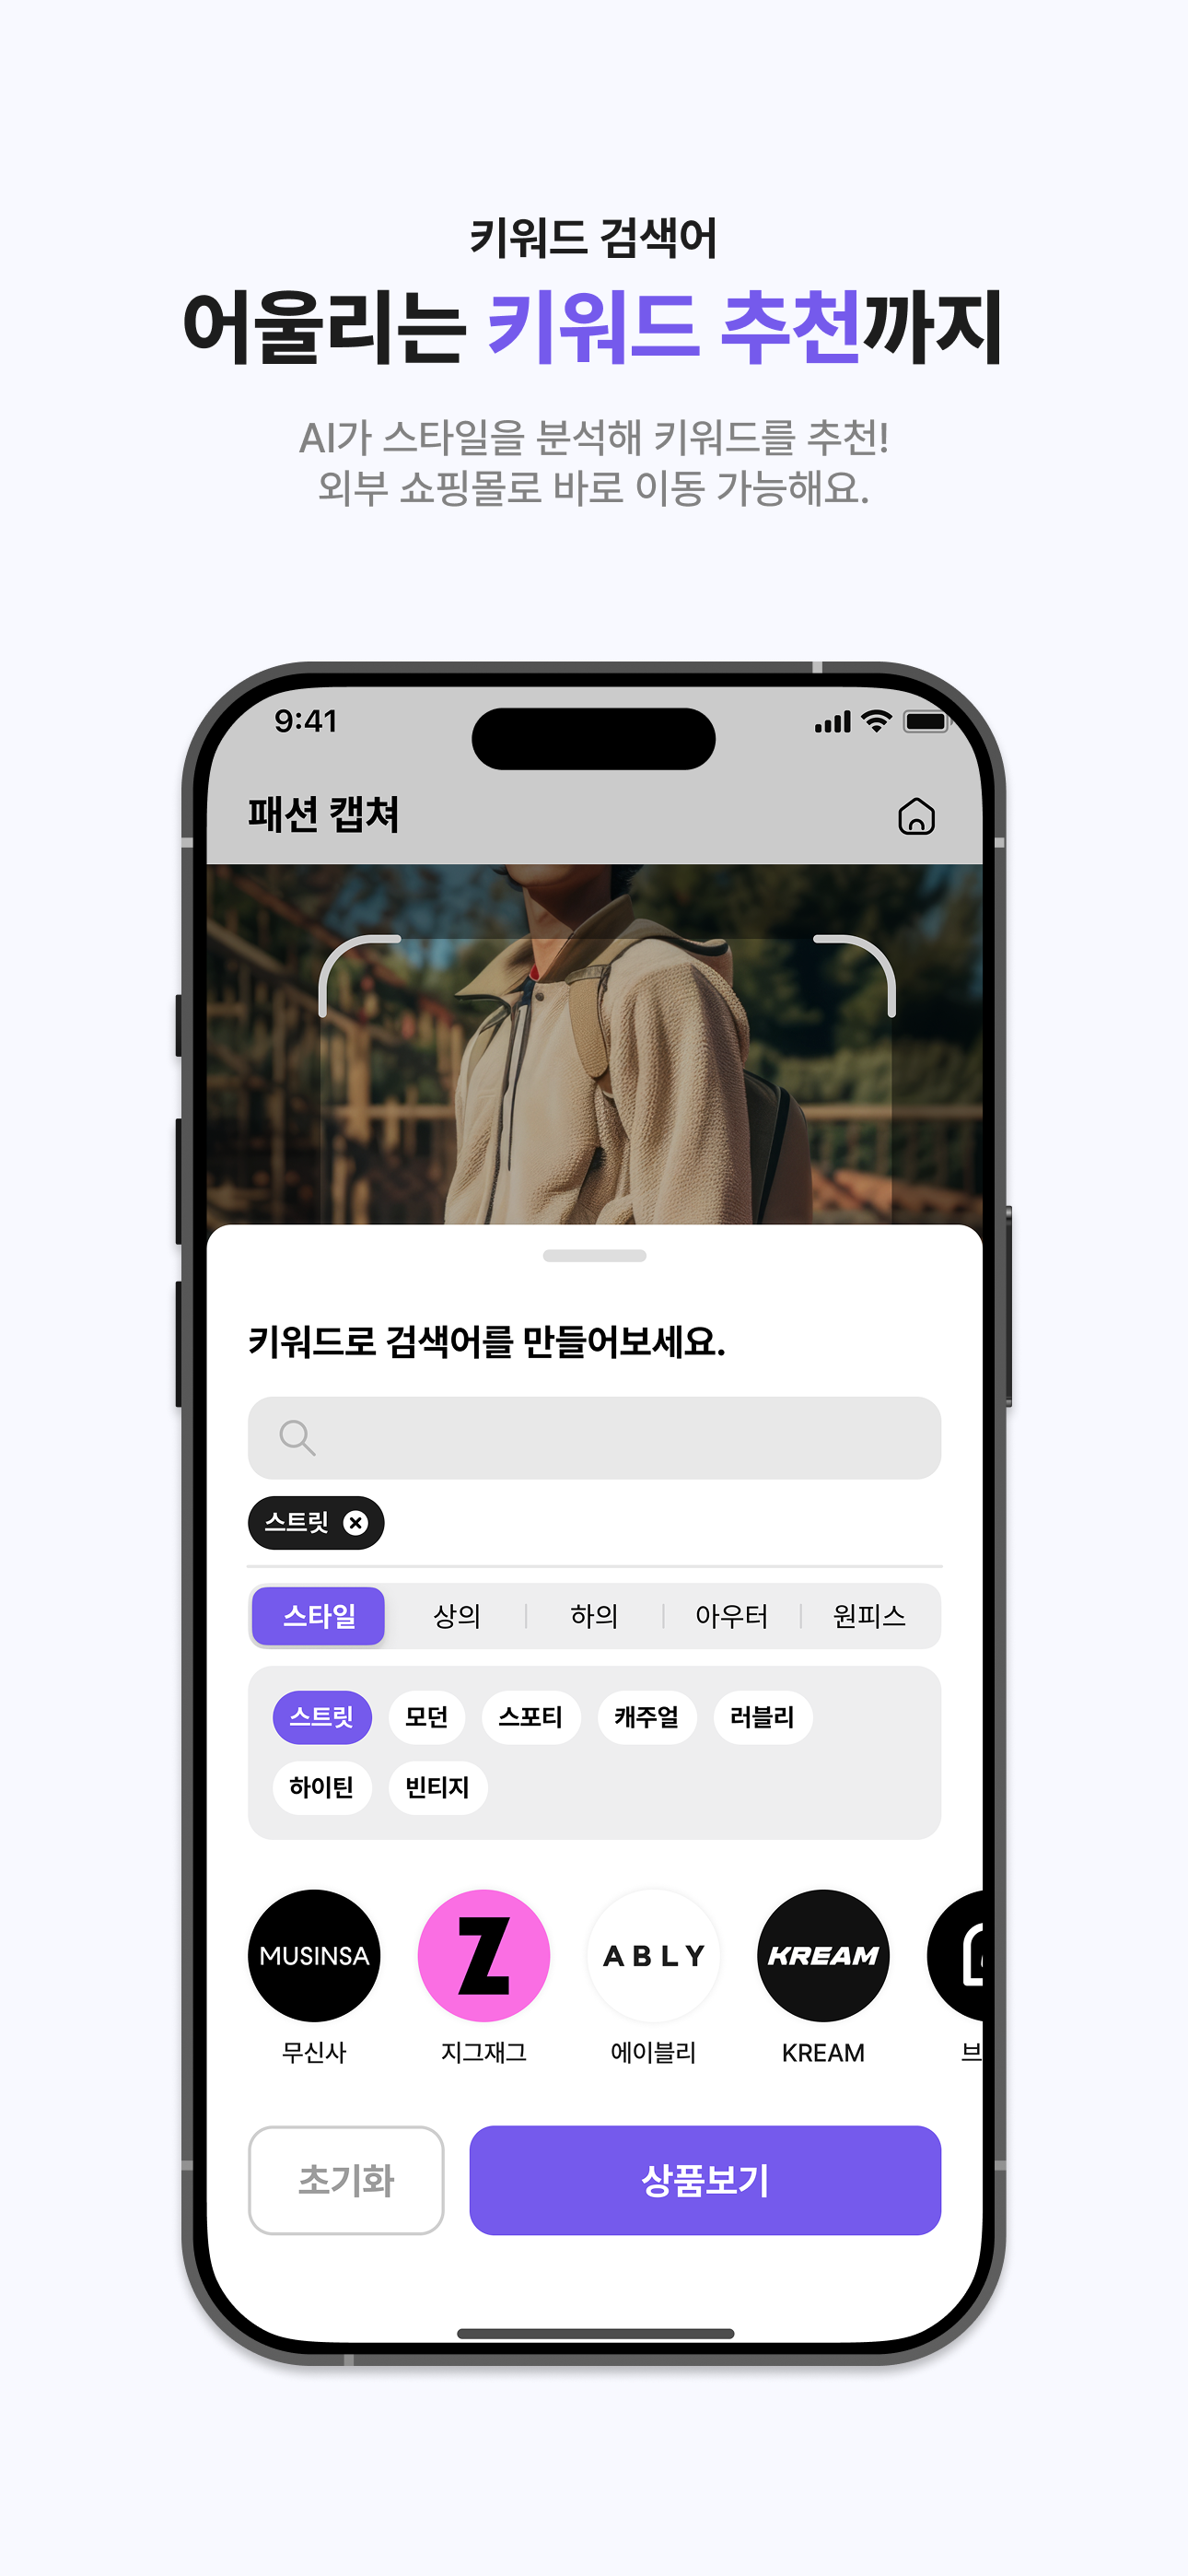 키워드 검색어
어울리는 키워드 추천까지
AI가 스타일을 분석해 키워드를 추천!
외부 쇼핑몰로 바로 이동 가능해요.
9:41
패션 캡쳐
키워드로 검색어를 만들어보세요.
스트릿
스타일 상의 하의 아우터 원피스
스트릿 모던 스포티 캐주얼 러블리
하이틴 빈티지
MUSINSA Z ABLY KREAM
무신사 지그재그 에이블리 KREAM 브
초기화 상품보기